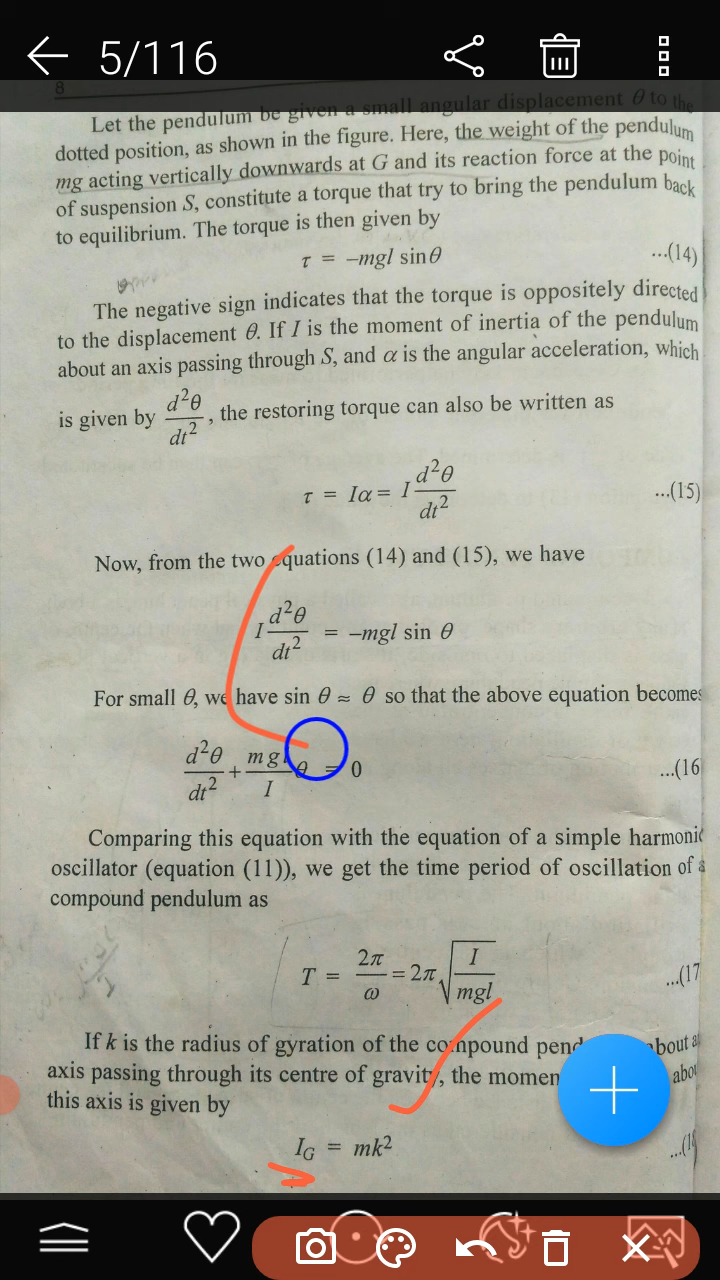 5/116
8
Let the pendulum be given a small angular displacement θ to the
dotted position, as shown in the figure. Here, the weight of the pendulum
mg acting vertically downwards at G and its reaction force at the point
of suspension S, constitute a torque that try to bring the pendulum back
to equilibrium. The torque is then given by
τ = –mgl sinθ ...(14)
The negative sign indicates that the torque is oppositely directed
to the displacement θ. If I is the moment of inertia of the pendulum
about an axis passing through S, and α is the angular acceleration, which
is given by d²θ/dt², the restoring torque can also be written as
τ = Iα = I d²θ/dt² ...(15)
Now, from the two equations (14) and (15), we have
I d²θ/dt² = –mgl sin θ
For small θ, we have sin θ ≈ θ so that the above equation becomes
d²θ/dt² + mgl/I θ = 0 ...(16
Comparing this equation with the equation of a simple harmonic
oscillator (equation (11)), we get the time period of oscillation of a
compound pendulum as
T = 2π/ω = 2π√(I/mgl) ...(17
If k is the radius of gyration of the compound pend about a
axis passing through its centre of gravity, the momen abou
this axis is given by
I_G = mk² ...(18